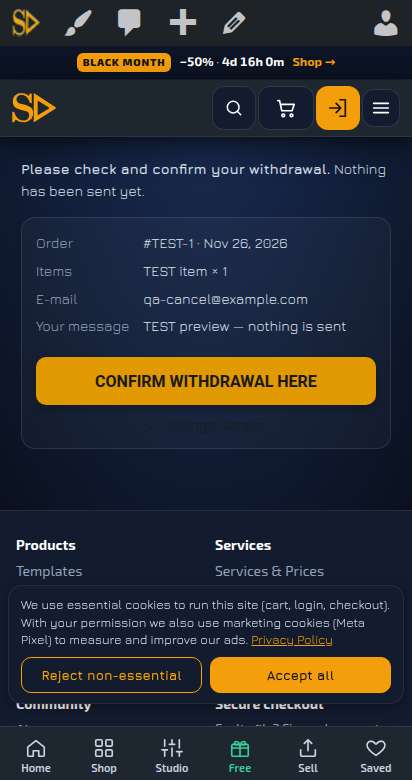 SD
BLACK MONTH −50% · 4d 16h 0m Shop →
SD
Please check and confirm your withdrawal. Nothing
has been sent yet.
Order #TEST-1 · Nov 26, 2026
Items TEST item × 1
E-mail qa-cancel@example.com
Your message TEST preview — nothing is sent
CONFIRM WITHDRAWAL HERE
Products Services
Templates Services & Prices
We use essential cookies to run this site (cart, login, checkout).
With your permission we also use marketing cookies (Meta
Pixel) to measure and improve our ads. Privacy Policy
Reject non-essential Accept all
Community Secure checkout
Home Shop Studio Free Sell Saved